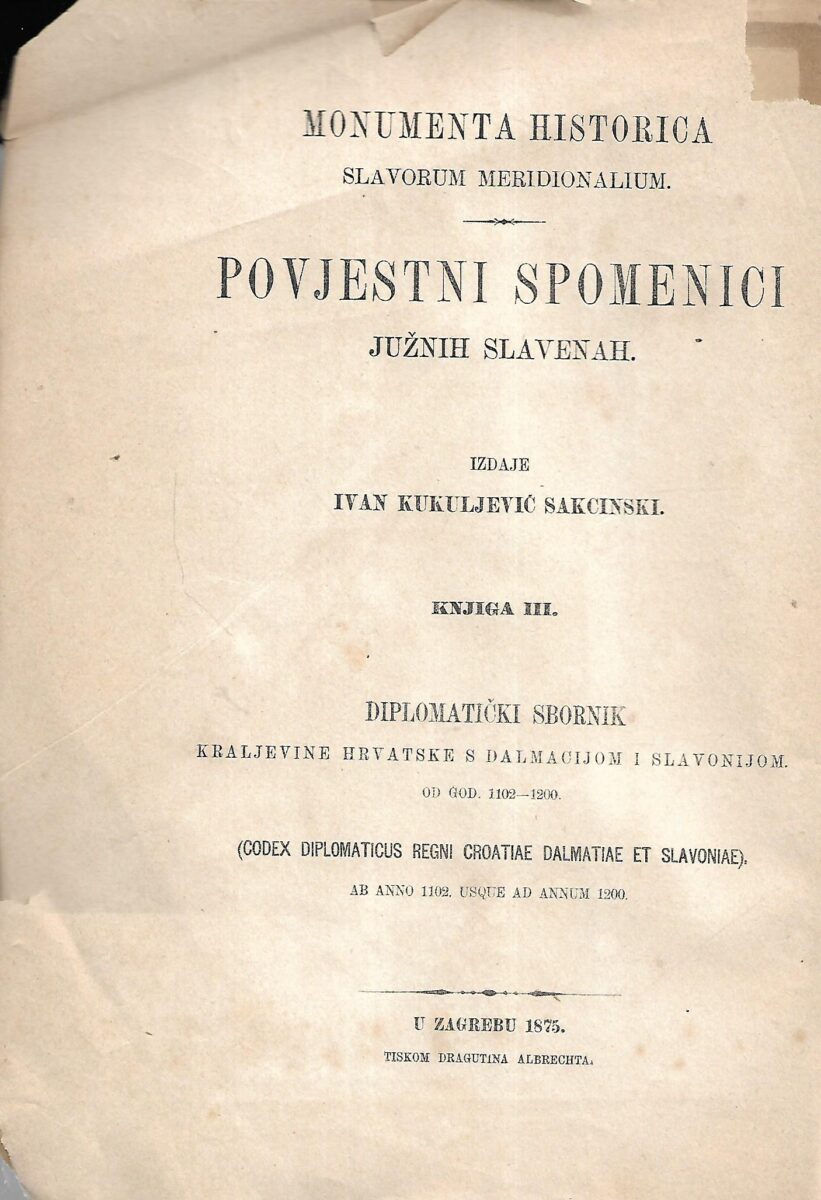 MONUMENTA HISTORICA
SLAVORUM MERIDIONALIUM.
POVJESTNI SPOMENICI
JUŽNIH SLAVENAH.
IZDAJE
IVAN KUKULJEVIĆ SAKCINSKI.
KNJIGA III.
DIPLOMATIČKI SBORNIK
KRALJEVINE HRVATSKE S DALMACIJOM I SLAVONIJOM.
OD GOD. 1102—1200.
(CODEX DIPLOMATICUS REGNI CROATIAE DALMATIAE ET SLAVONIAE).
AB ANNO 1102. USQUE AD ANNUM 1200.
U ZAGREBU 1875.
TISKOM DRAGUTINA ALBRECHTA.